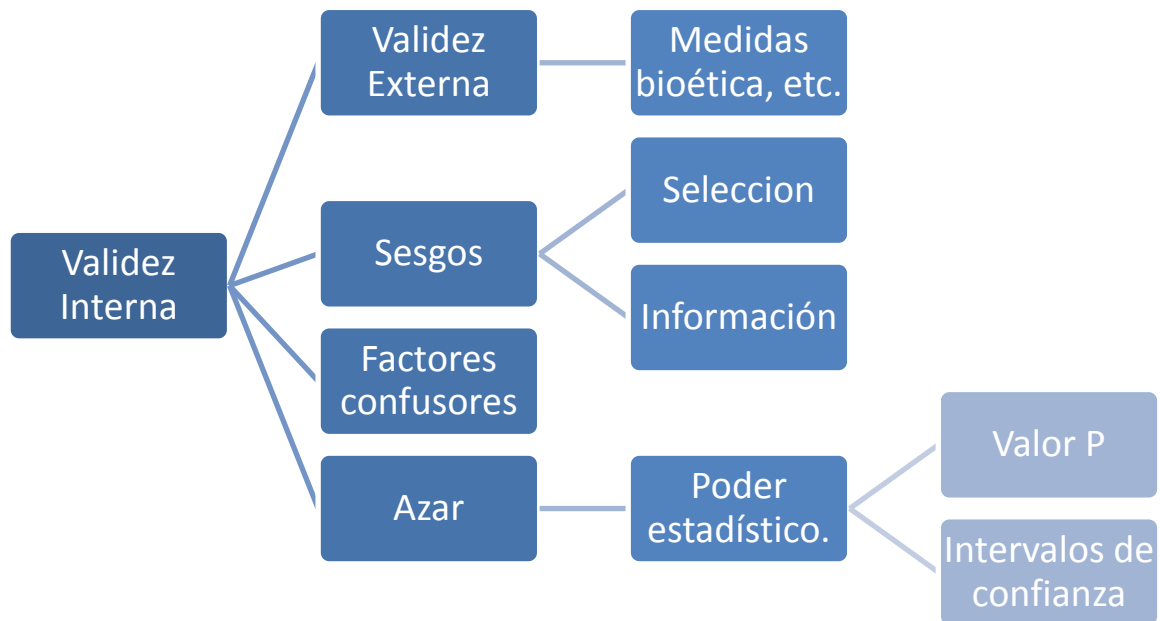 Validez
Interna
Validez
Externa
Medidas
bioética, etc.
Sesgos
Seleccion
Información
Factores
confusores
Azar
Poder
estadístico.
Valor P
Intervalos de
confianza